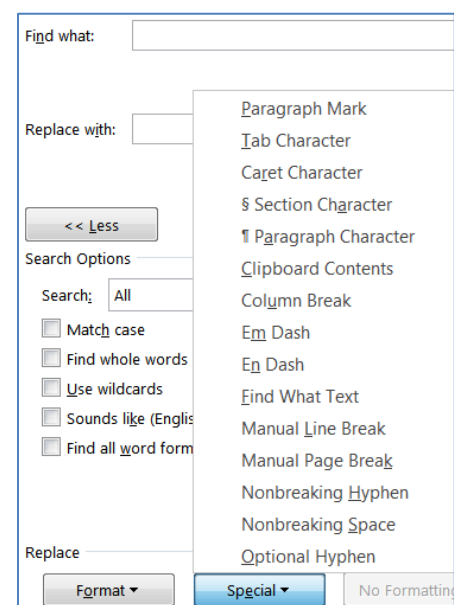 Find what:
Replace with:
<< Less
Search Options
Search: All
Match case
Find whole words
Use wildcards
Sounds like (Englis
Find all word form
Paragraph Mark
Tab Character
Caret Character
§ Section Character
¶ Paragraph Character
Clipboard Contents
Column Break
Em Dash
En Dash
Find What Text
Manual Line Break
Manual Page Break
Nonbreaking Hyphen
Nonbreaking Space
Optional Hyphen
Replace
Format ▾ Special ▾ No Formatting